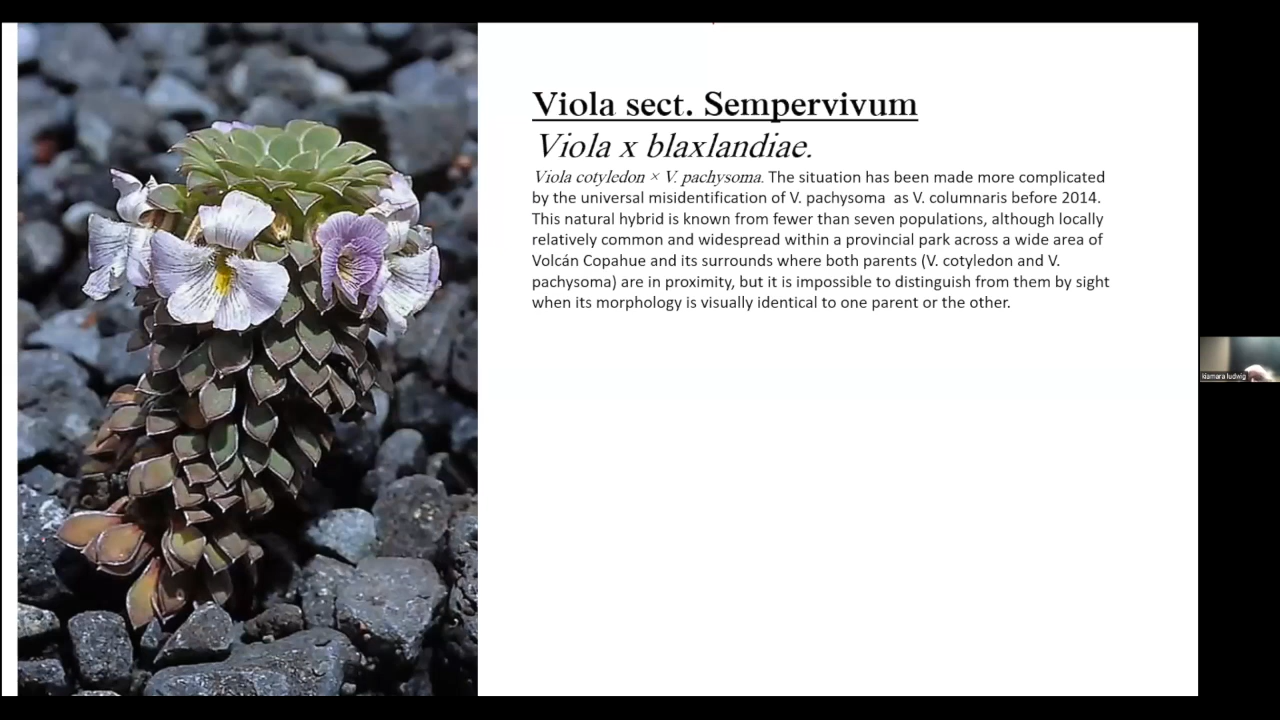 Viola sect. Sempervivum
Viola x blaxlandiae.
Viola cotyledon × V. pachysoma. The situation has been made more complicated
by the universal misidentification of V. pachysoma as V. columnaris before 2014.
This natural hybrid is known from fewer than seven populations, although locally
relatively common and widespread within a provincial park across a wide area of
Volcán Copahue and its surrounds where both parents (V. cotyledon and V.
pachysoma) are in proximity, but it is impossible to distinguish from them by sight
when its morphology is visually identical to one parent or the other.
kiamara ludwig